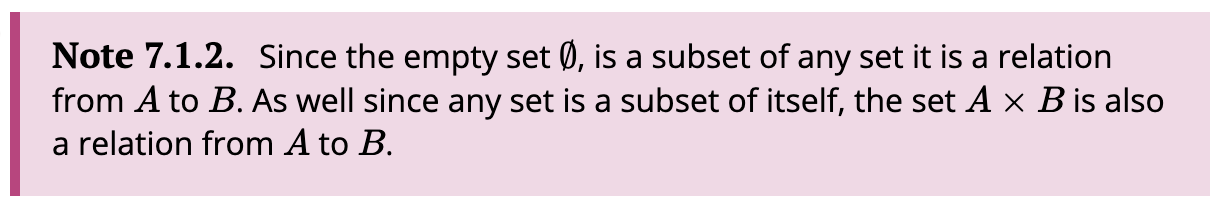 Note 7.1.2. Since the empty set ∅, is a subset of any set it is a relation
from A to B. As well since any set is a subset of itself, the set A × B is also
a relation from A to B.